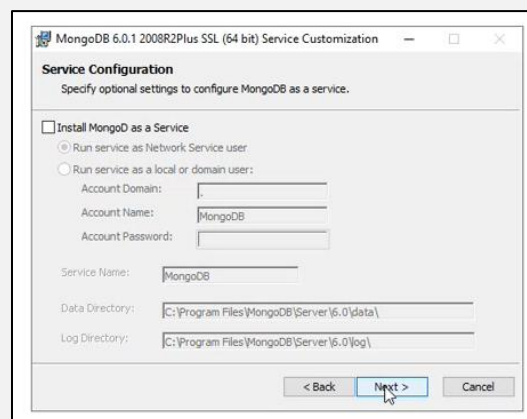 MongoDB 6.0.1 2008R2Plus SSL (64 bit) Service Customization
Service Configuration
Specify optional settings to configure MongoDB as a service.
Install MongoD as a Service
Run service as Network Service user
Run service as a local or domain user:
Account Domain: .
Account Name: MongoDB
Account Password:
Service Name: MongoDB
Data Directory: C:\Program Files\MongoDB\Server\6.0\data\
Log Directory: C:\Program Files\MongoDB\Server\6.0\log\
< Back Next > Cancel